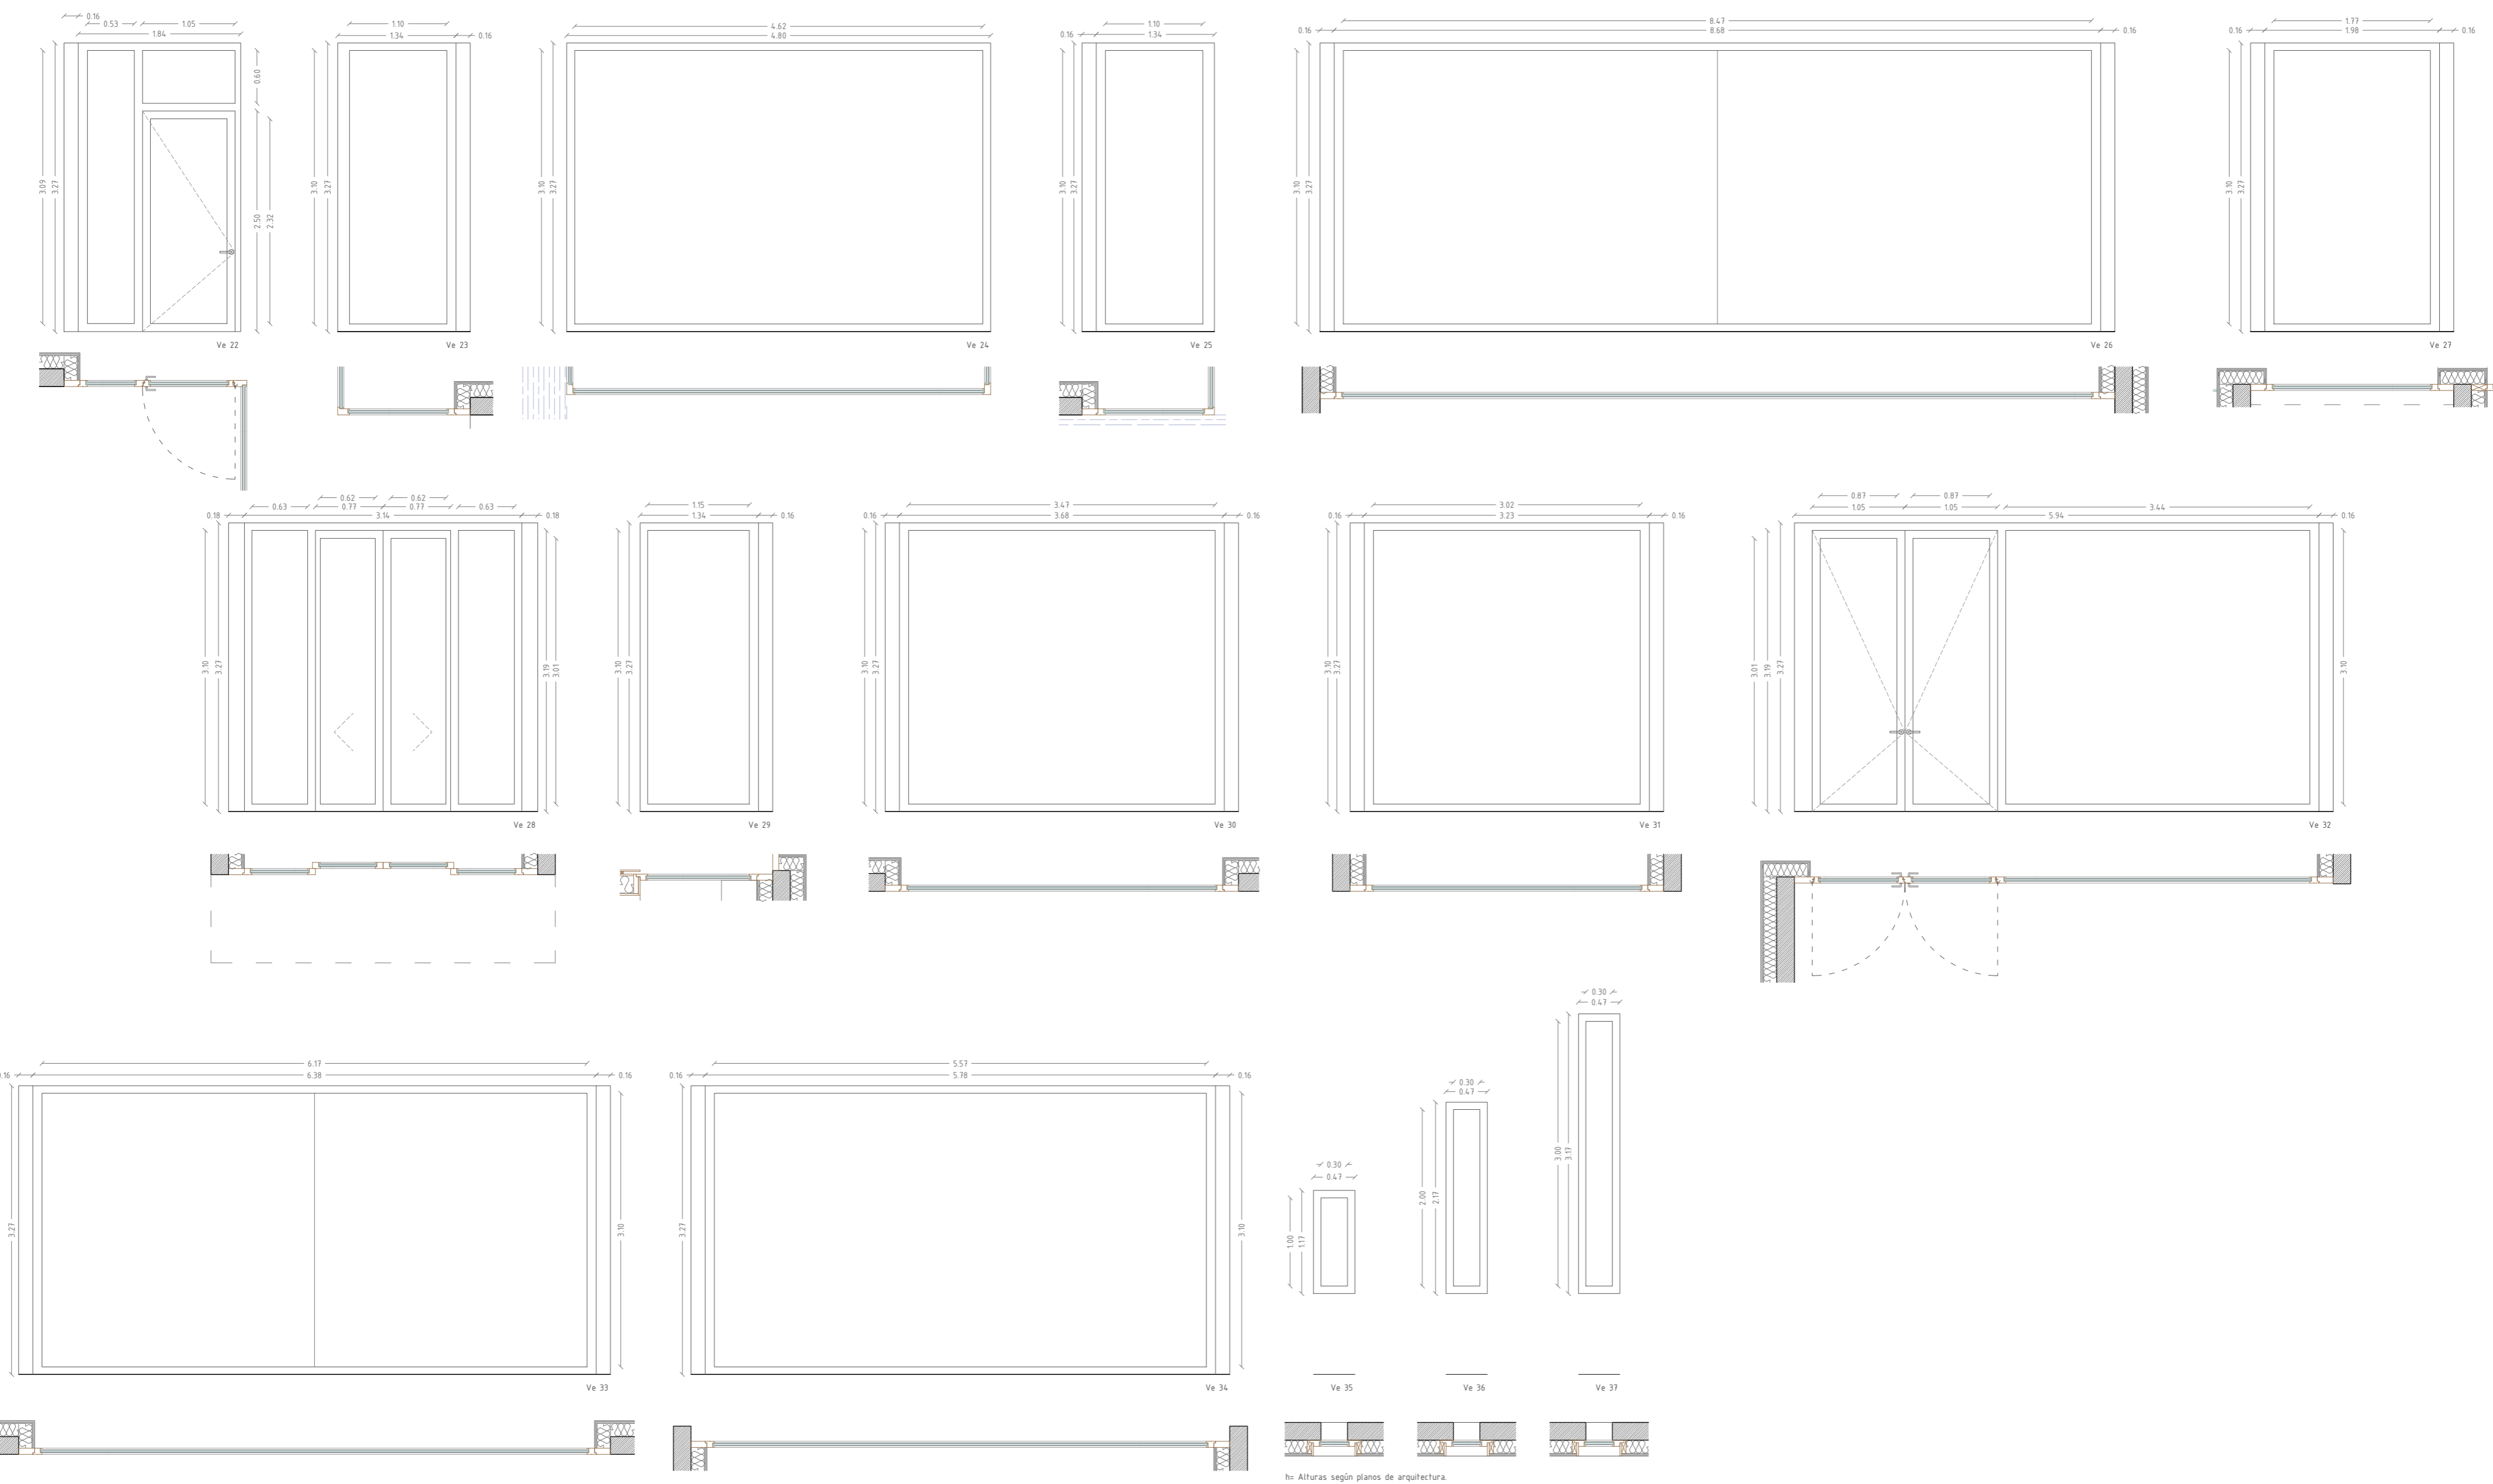 0.16
0.53 1.05
1.84
3.09
3.27
0.60
2.50
2.32
Ve 22
1.10
1.34 0.16
3.10
3.27
Ve 23
4.62
4.80
3.10
3.27
Ve 24
1.10
0.16 1.34
3.10
3.27
Ve 25
8.47
0.16 8.68 0.16
3.10
3.27
Ve 26
1.77
0.16 1.98 0.16
3.10
3.27
Ve 27
0.62 0.62
0.63 0.77 0.77 0.63
0.18 3.14 0.18
3.10
3.27
3.19
3.01
Ve 28
1.15
1.34 0.16
3.10
3.27
Ve 29
3.47
0.16 3.68 0.16
3.10
3.27
Ve 30
3.02
0.16 3.23 0.16
3.10
3.27
Ve 31
0.87 0.87
1.05 1.05 3.44
5.94 0.16
3.01
3.19
3.27
3.10
Ve 32
6.17
0.16 6.38 0.16
3.27
3.10
Ve 33
5.57
0.16 5.78 0.16
3.27
3.10
Ve 34
0.30
0.47
1.00
1.17
Ve 35
0.30
0.47
2.00
2.17
Ve 36
0.30
0.47
3.00
3.17
Ve 37
h= Alturas según planos de arquitectura.